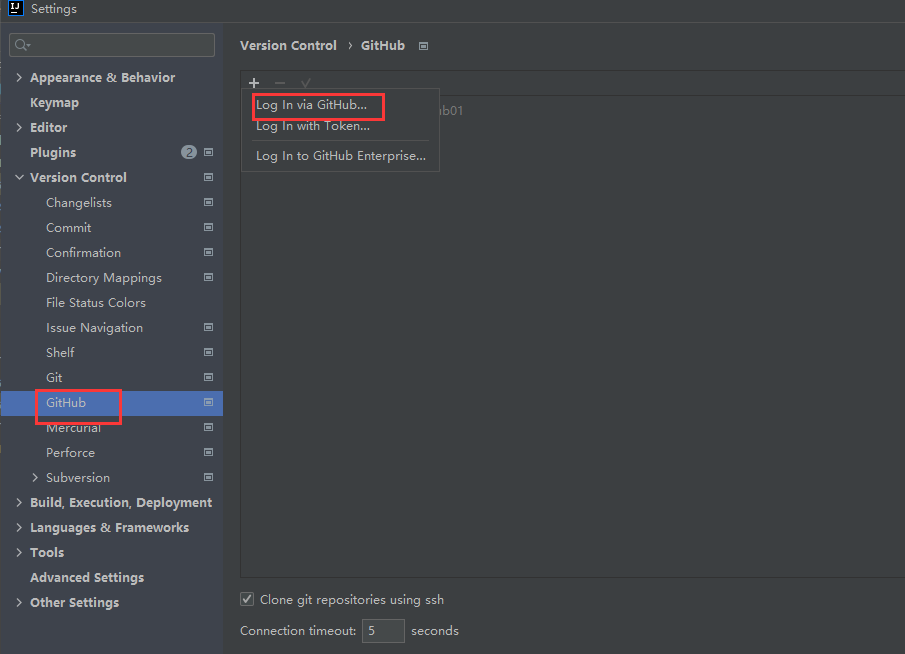 IJ Settings
Version Control › GitHub
Appearance & Behavior
Keymap
Editor
Plugins 2
Version Control
Changelists
Commit
Confirmation
Directory Mappings
File Status Colors
Issue Navigation
Shelf
Git
GitHub
Mercurial
Perforce
Subversion
Build, Execution, Deployment
Languages & Frameworks
Tools
Advanced Settings
Other Settings
Log In via GitHub...
Log In with Token...
Log In to GitHub Enterprise...
Clone git repositories using ssh
Connection timeout: 5 seconds